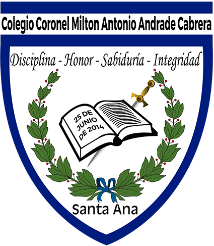 Colegio Coronel Milton Antonio Andrade Cabrera
Disciplina - Honor - Sabiduría - Integridad
25 DE
JUNIO
DE
2014
Santa Ana